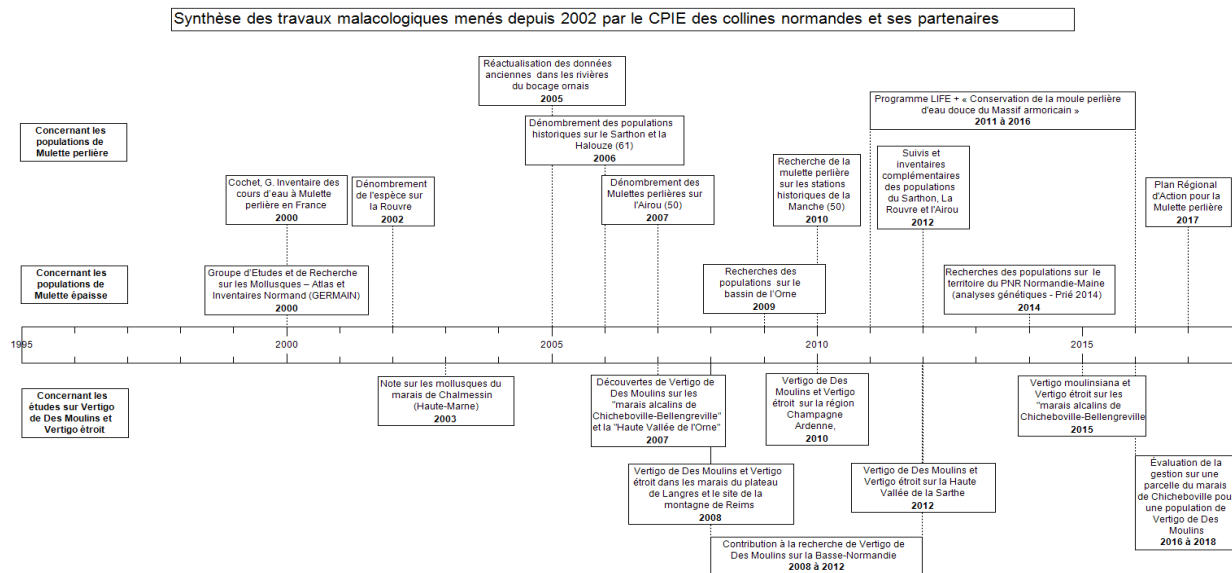 Synthèse des travaux malacologiques menés depuis 2002 par le CPIE des collines normandes et ses partenaires
Réactualisation des données
anciennes dans les rivières
du bocage ornais
2005
Programme LIFE + « Conservation de la moule perlière
d'eau douce du Massif armoricain »
2011 à 2016
Concernant les
populations de
Mulette perlière
Dénombrement des populations
historiques sur le Sarthon et la
Halouze (61)
2006
Recherche de la
mulette perlière
sur les stations
historiques de la
Manche (50)
2010
Suivis et
inventaires
complémentaires
des populations
du Sarthon, La
Rouvre et l'Airou
2012
Cochet, G. Inventaire des
cours d'eau à Mulette
perlière en France
2000
Dénombrement
de l'espèce sur
la Rouvre
2002
Dénombrement des
Mulettes perlières sur
l'Airou (50)
2007
Plan Régional
d'Action pour la
Mulette perlière
2017
Concernant les
populations de
Mulette épaisse
Groupe d'Etudes et de Recherche
sur les Mollusques – Atlas et
Inventaires Normand (GERMAIN)
2000
Recherches des
populations sur le
bassin de l'Orne
2009
Recherches des populations sur le
territoire du PNR Normandie-Maine
(analyses génétiques - Prié 2014)
2014
1995
2000
2005
2010
2015
Concernant les
études sur Vertigo
de Des Moulins et
Vertigo étroit
Note sur les mollusques du
marais de Chalmessin
(Haute-Marne)
2003
Découvertes de Vertigo de
Des Moulins sur les
"marais alcalins de
Chicheboville-Bellengreville"
et la "Haute Vallée de l'Orne"
2007
Vertigo de Des
Moulins et Vertigo
étroit sur la région
Champagne
Ardenne,
2010
Vertigo moulinsiana et
Vertigo étroit sur les
"marais alcalins de
Chicheboville-Bellengreville
2015
Vertigo de Des Moulins et Vertigo
étroit dans les marais du plateau
de Langres et le site de la
montagne de Reims
2008
Vertigo de Des Moulins et
Vertigo étroit sur la Haute
Vallée de la Sarthe
2012
Évaluation de la
gestion sur une
parcelle du marais
de Chicheboville pour
une population de
Vertigo de Des
Moulins
2016 à 2018
Contribution à la recherche de Vertigo de
Des Moulins sur la Basse-Normandie
2008 à 2012